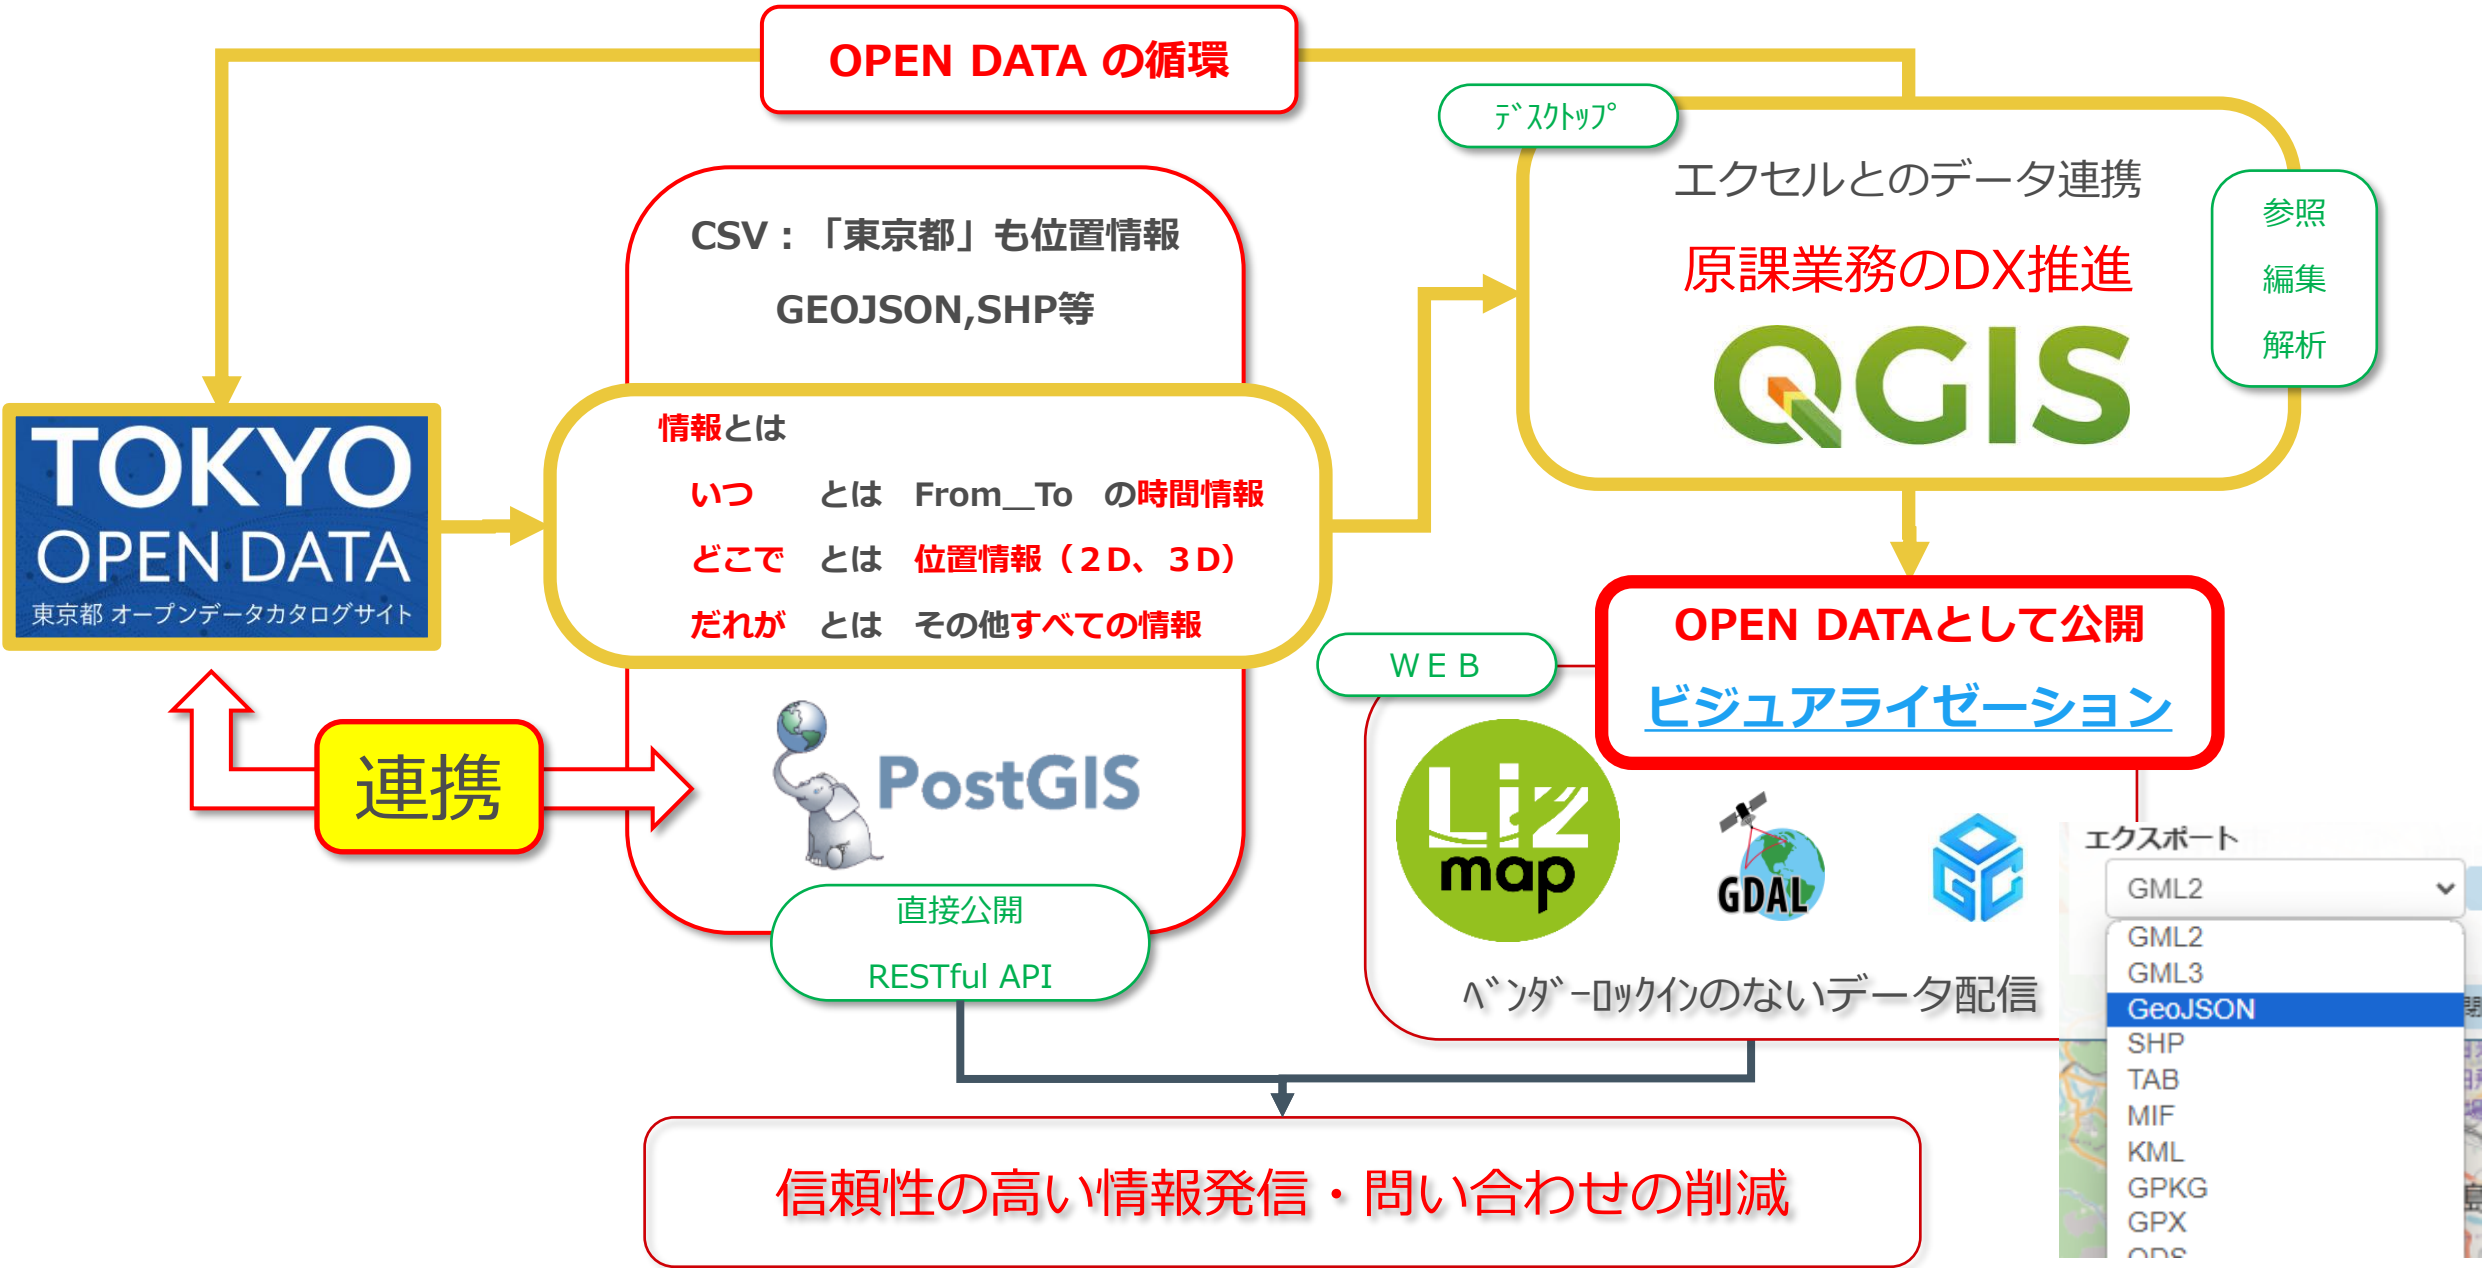 OPEN DATA の循環
ﾃﾞｽｸﾄｯﾌﾟ
エクセルとのデータ連携
原課業務のDX推進
QGIS
参照
編集
解析
CSV：「東京都」も位置情報
GEOJSON,SHP等
情報とは
いつ とは From＿To の時間情報
どこで とは 位置情報（２D、３D）
だれが とは その他すべての情報
TOKYO
OPEN DATA
東京都 オープンデータカタログサイト
連携
PostGIS
直接公開
RESTful API
OPEN DATAとして公開
ビジュアライゼーション
ＷＥＢ
Liz
map
GDAL
OGC
ﾍﾞﾝﾀﾞｰﾛｯｸｲﾝのないデータ配信
エクスポート
GML2
GML2
GML3
GeoJSON
SHP
TAB
MIF
KML
GPKG
GPX
ODS
信頼性の高い情報発信・問い合わせの削減